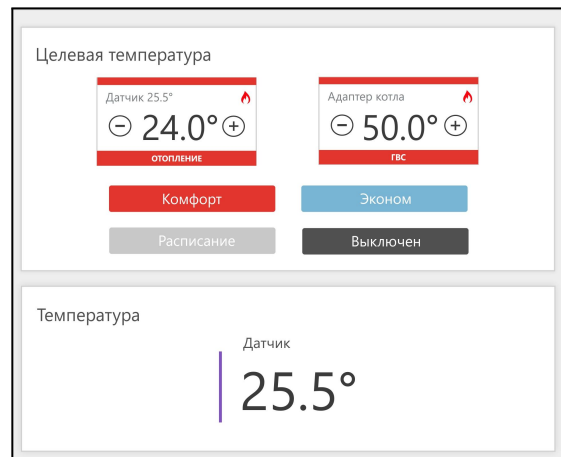 Целевая температура
Датчик 25.5°
24.0°
ОТОПЛЕНИЕ
Адаптер котла
50.0°
ГВС
Комфорт
Эконом
Расписание
Выключен
Температура
Датчик
25.5°